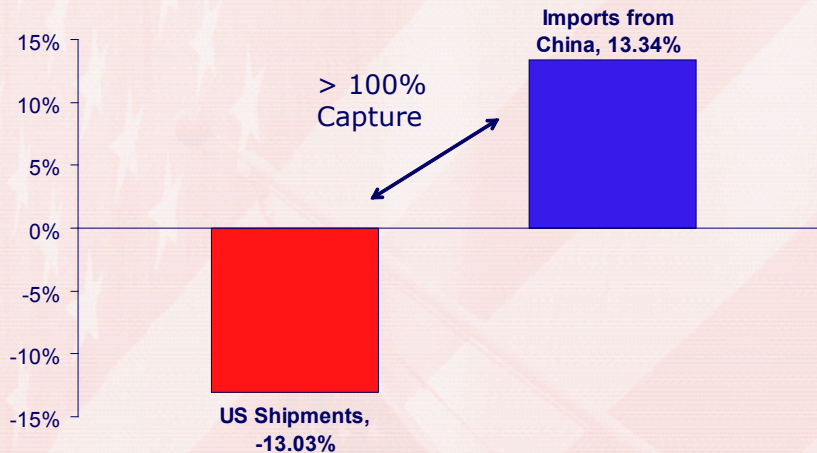 Imports from
China, 13.34%
> 100%
Capture
15%
10%
5%
0%
-5%
-10%
-15%
US Shipments,
-13.03%